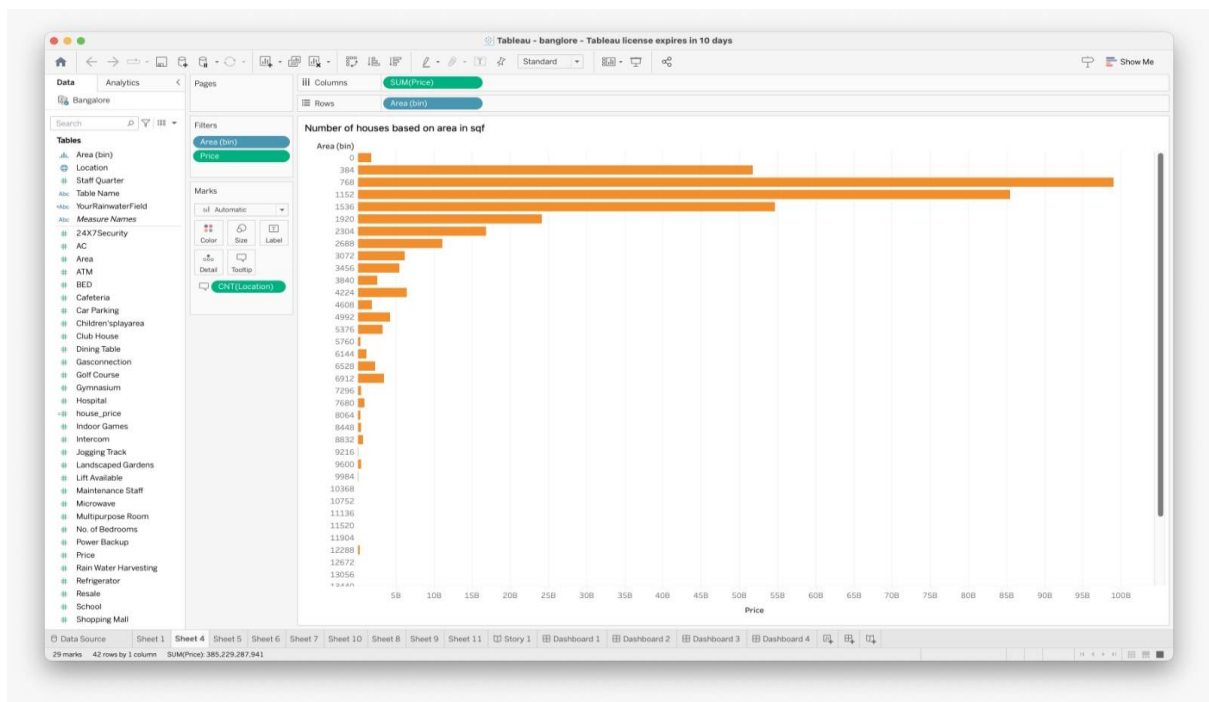 Tableau - banglore - Tableau license expires in 10 days
Standard
Show Me
Data Analytics
Bangalore
Search
Tables
Area (bin)
Location
Staff Quarter
Abc Table Name
=Abc YourRainwaterField
Abc Measure Names
# 24X7Security
# AC
# Area
# ATM
# BED
# Cafeteria
# Car Parking
# Children'splayarea
# Club House
# Dining Table
# Gasconnection
# Golf Course
# Gymnasium
# Hospital
=# house_price
# Indoor Games
# Intercom
# Jogging Track
# Landscaped Gardens
# Lift Available
# Maintenance Staff
# Microwave
# Multipurpose Room
# No. of Bedrooms
# Power Backup
# Price
# Rain Water Harvesting
# Refrigerator
# Resale
# School
# Shopping Mall
Pages
Filters
Area (bin)
Price
Marks
Automatic
Color Size Label
Detail Tooltip
CNT(Location)
Columns SUM(Price)
Rows Area (bin)
Number of houses based on area in sqf
Area (bin)
0
384
768
1152
1536
1920
2304
2688
3072
3456
3840
4224
4608
4992
5376
5760
6144
6528
6912
7296
7680
8064
8448
8832
9216
9600
9984
10368
10752
11136
11520
11904
12288
12672
13056
13440
5B 10B 15B 20B 25B 30B 35B 40B 45B 50B 55B 60B 65B 70B 75B 80B 85B 90B 95B 100B
Price
Data Source Sheet 1 Sheet 4 Sheet 5 Sheet 6 Sheet 7 Sheet 10 Sheet 8 Sheet 9 Sheet 11 Story 1 Dashboard 1 Dashboard 2 Dashboard 3 Dashboard 4
29 marks 42 rows by 1 column SUM(Price): 385,229,287,941